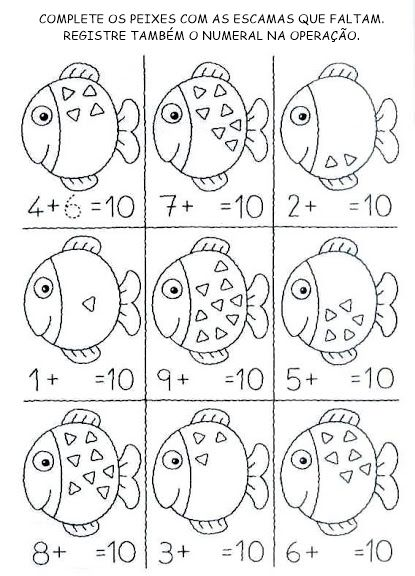 COMPLETE OS PEIXES COM AS ESCAMAS QUE FALTAM.
REGISTRE TAMBÉM O NUMERAL NA OPERAÇÃO.
4+6 =10 7+ =10 2+ =10
1+ =10 9+ =10 5+ =10
8+ =10 3+ =10 6+ =10